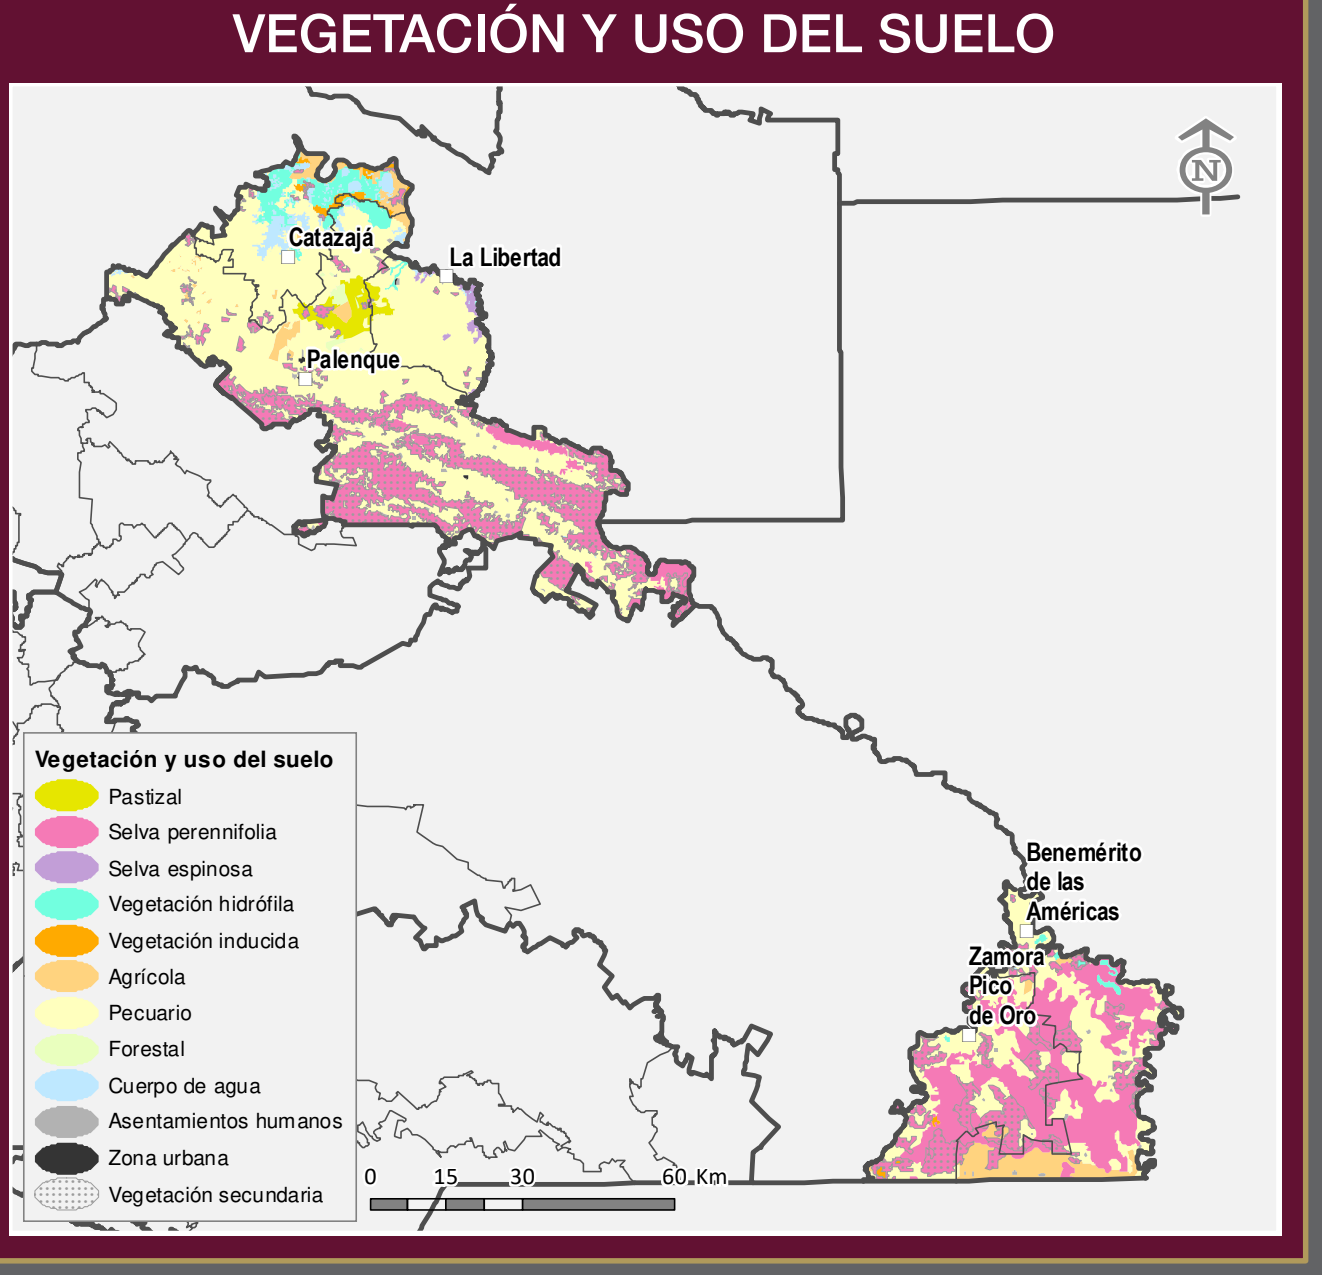 VEGETACIÓN Y USO DEL SUELO
N
Catazajá
La Libertad
Palenque
Benemérito
de las
Américas
Zamora
Pico
de Oro
Vegetación y uso del suelo
Pastizal
Selva perennifolia
Selva espinosa
Vegetación hidrófila
Vegetación inducida
Agrícola
Pecuario
Forestal
Cuerpo de agua
Asentamientos humanos
Zona urbana
Vegetación secundaria
0 15 30 60 Km